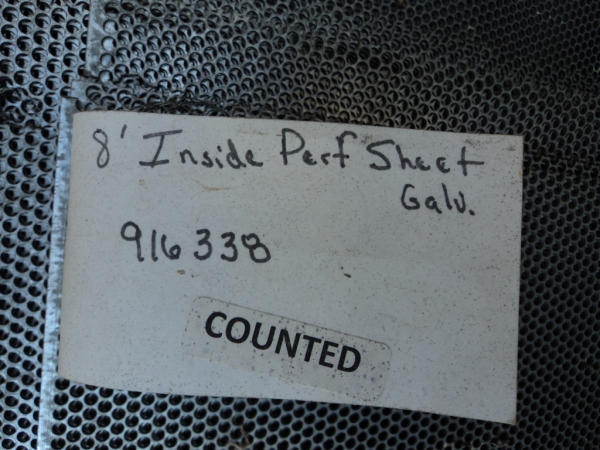 8' Inside Perf Sheet
Galv.
916338
COUNTED